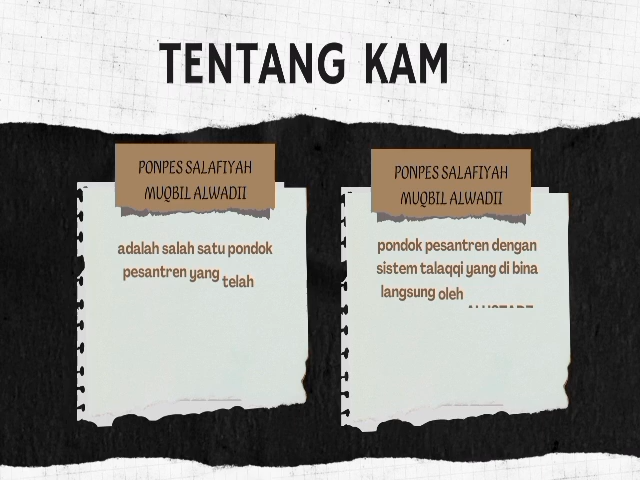 TENTANG KAM
PONPES SALAFIYAH
MUQBIL ALWADII
adalah salah satu pondok
pesantren yang telah
PONPES SALAFIYAH
MUQBIL ALWADII
pondok pesantren dengan
sistem talaqqi yang di bina
langsung oleh